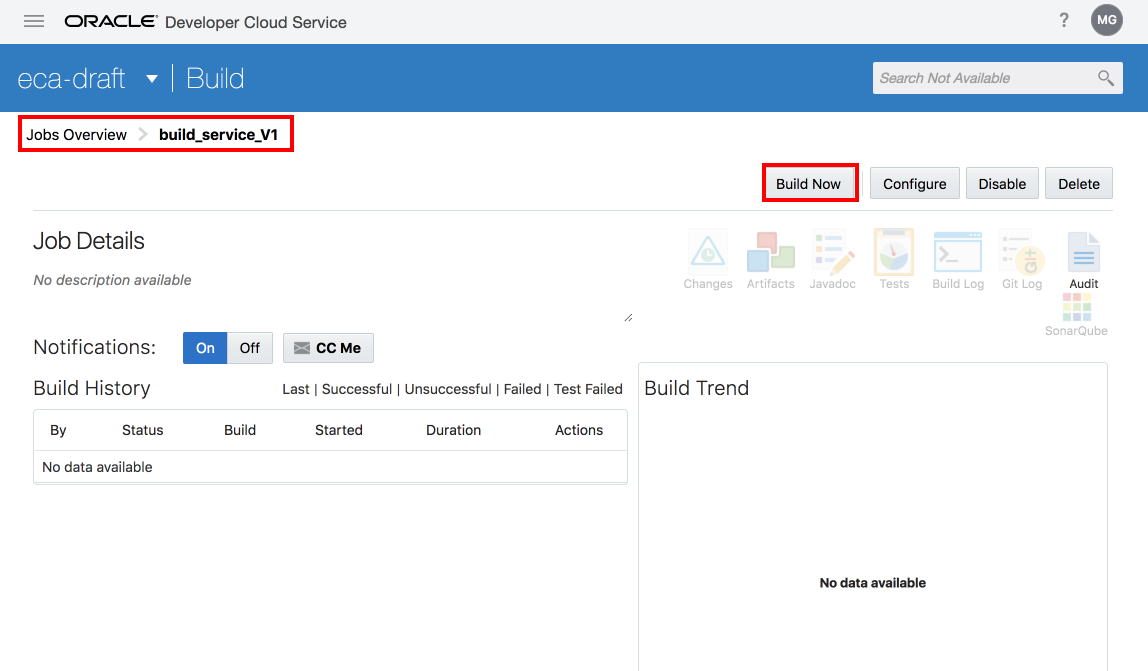 ORACLE® Developer Cloud Service
? MG
eca-draft Build
Search Not Available
Jobs Overview build_service_V1
Build Now Configure Disable Delete
Job Details
No description available
Changes Artifacts Javadoc Tests Build Log Git Log Audit
SonarQube
Notifications: On Off CC Me
Build History Last | Successful | Unsuccessful | Failed | Test Failed
By Status Build Started Duration Actions
No data available
Build Trend
No data available